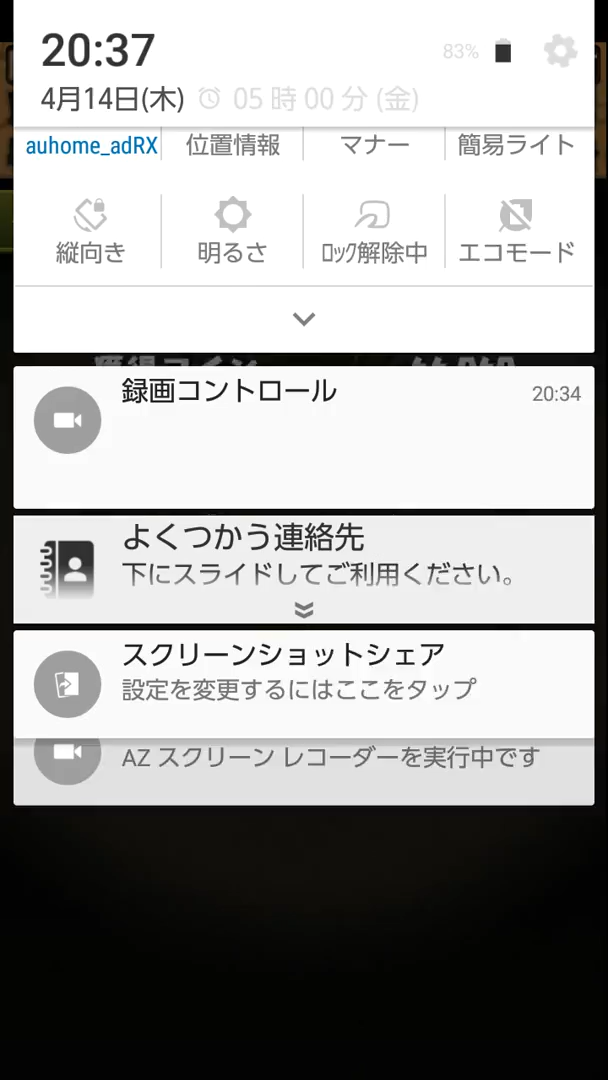 20:37
83%
4月14日(木) 05 時 00 分 (金)
auhome_adRX 位置情報 マナー 簡易ライト
縦向き 明るさ ﾛｯｸ解除中 エコモード
獲得コイン
録画コントロール 20:34
よくつかう連絡先
下にスライドしてご利用ください。
スクリーンショットシェア
設定を変更するにはここをタップ
AZ スクリーン レコーダーを実行中です